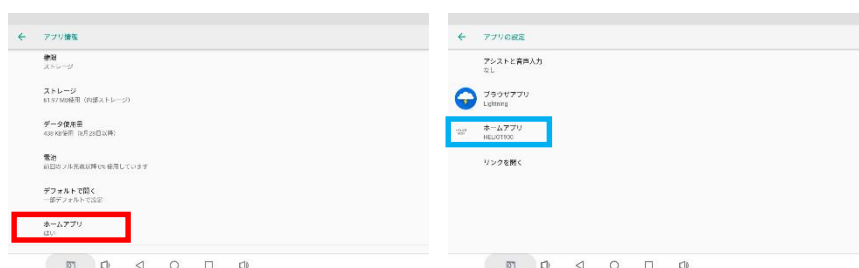 アプリ情報
権限
ストレージ
ストレージ
61.97 MB使用（内部ストレージ）
データ使用量
438 KB使用（8月29日以降）
電池
前回のフル充電以降 0% 使用しています
デフォルトで開く
一部デフォルトで設定
ホームアプリ
はい
アプリの設定
アシストと音声入力
なし
ブラウザアプリ
Lightning
ホームアプリ
リンクを開く